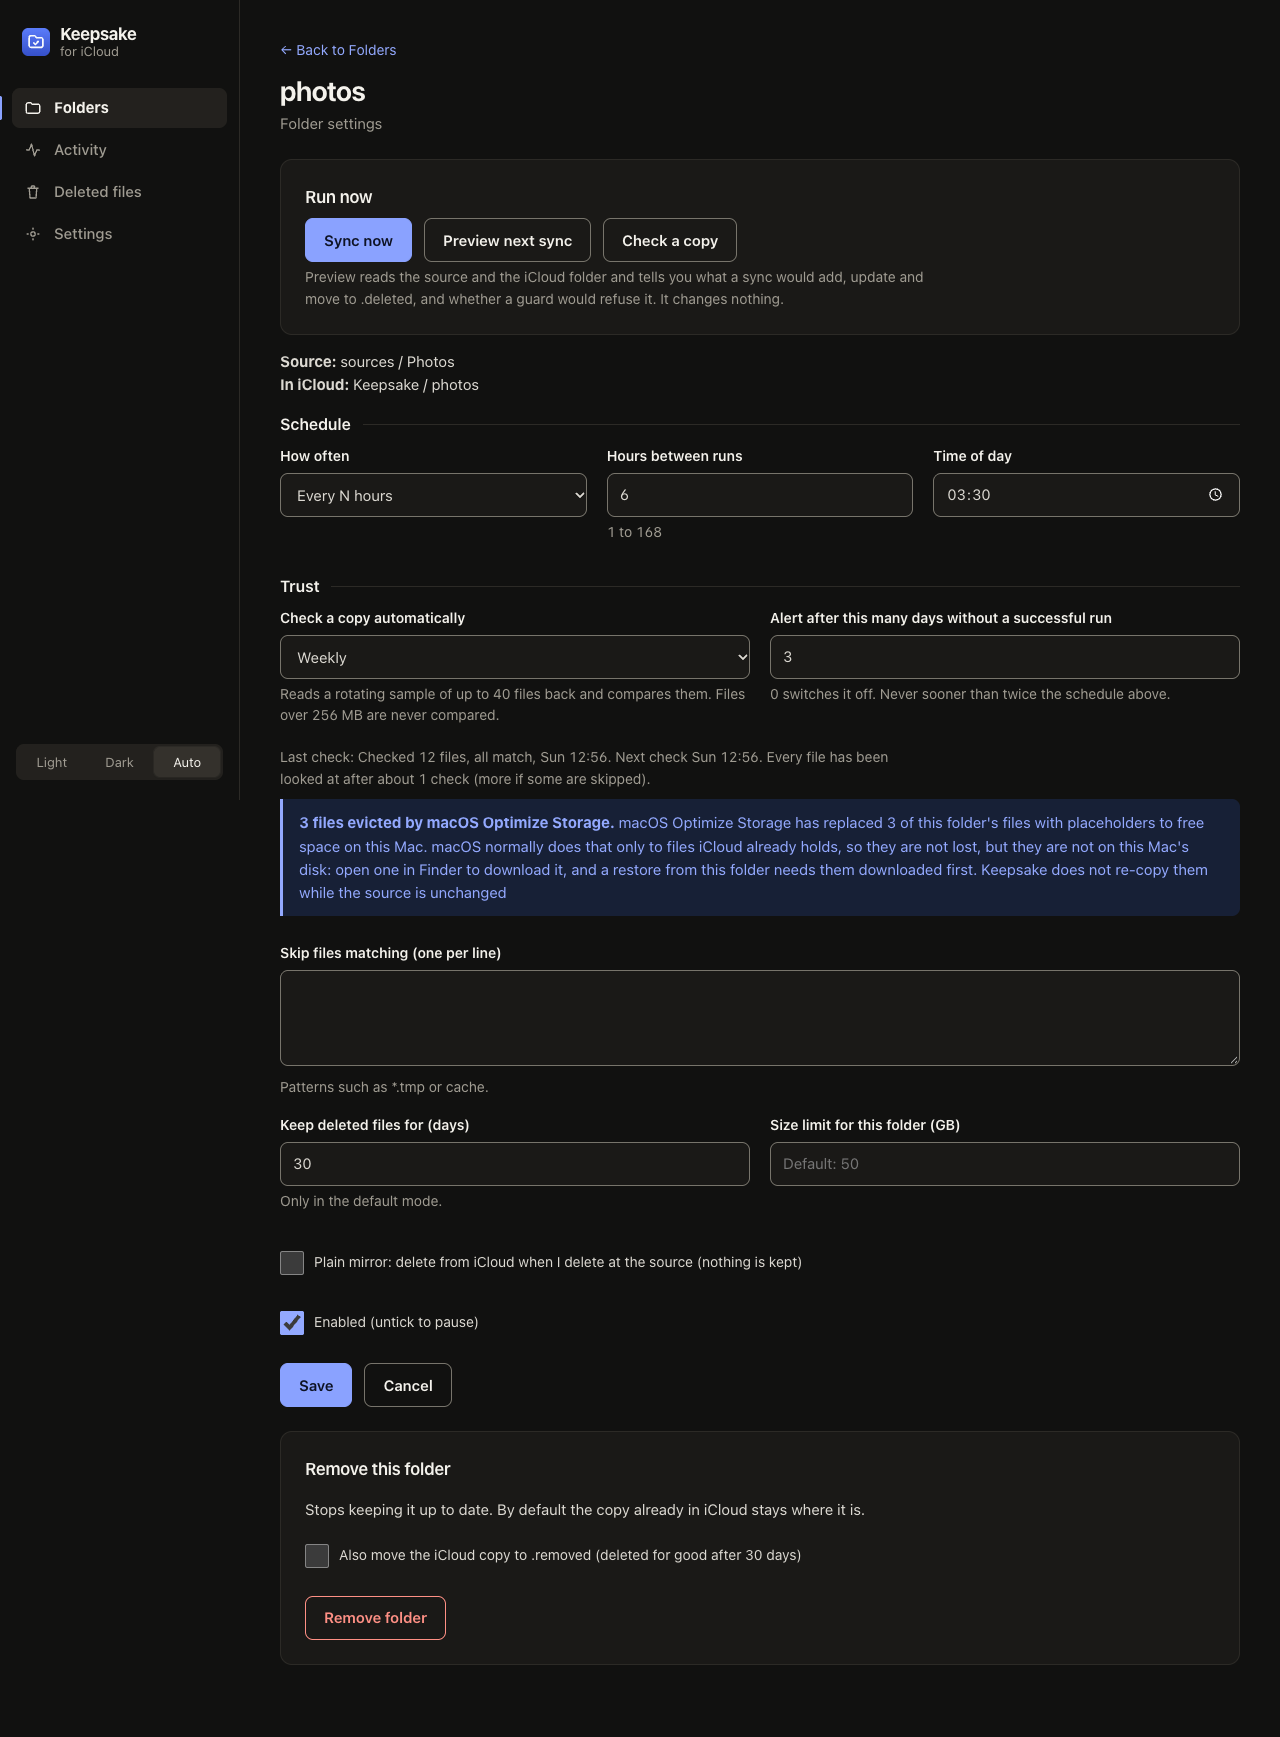 Keepsake
for iCloud
Folders
Activity
Deleted files
Settings
Light
Dark
Auto
← Back to Folders
photos
Folder settings
Run now
Sync now
Preview next sync
Check a copy
Preview reads the source and the iCloud folder and tells you what a sync would add, update and
move to .deleted, and whether a guard would refuse it. It changes nothing.
Source: sources / Photos
In iCloud: Keepsake / photos
Schedule
How often
Every N hours
Hours between runs
6
1 to 168
Time of day
03:30
Trust
Check a copy automatically
Weekly
Reads a rotating sample of up to 40 files back and compares them. Files
over 256 MB are never compared.
Alert after this many days without a successful run
3
0 switches it off. Never sooner than twice the schedule above.
Last check: Checked 12 files, all match, Sun 12:56. Next check Sun 12:56. Every file has been
looked at after about 1 check (more if some are skipped).
3 files evicted by macOS Optimize Storage. macOS Optimize Storage has replaced 3 of this folder's files with placeholders to free
space on this Mac. macOS normally does that only to files iCloud already holds, so they are not lost, but they are not on this Mac's
disk: open one in Finder to download it, and a restore from this folder needs them downloaded first. Keepsake does not re-copy them
while the source is unchanged
Skip files matching (one per line)
Patterns such as *.tmp or cache.
Keep deleted files for (days)
30
Only in the default mode.
Size limit for this folder (GB)
Default: 50
Plain mirror: delete from iCloud when I delete at the source (nothing is kept)
Enabled (untick to pause)
Save
Cancel
Remove this folder
Stops keeping it up to date. By default the copy already in iCloud stays where it is.
Also move the iCloud copy to .removed (deleted for good after 30 days)
Remove folder